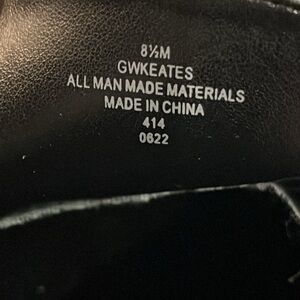 8½M
GWKEATES
ALL MAN MADE MATERIALS
MADE IN CHINA
414
0622